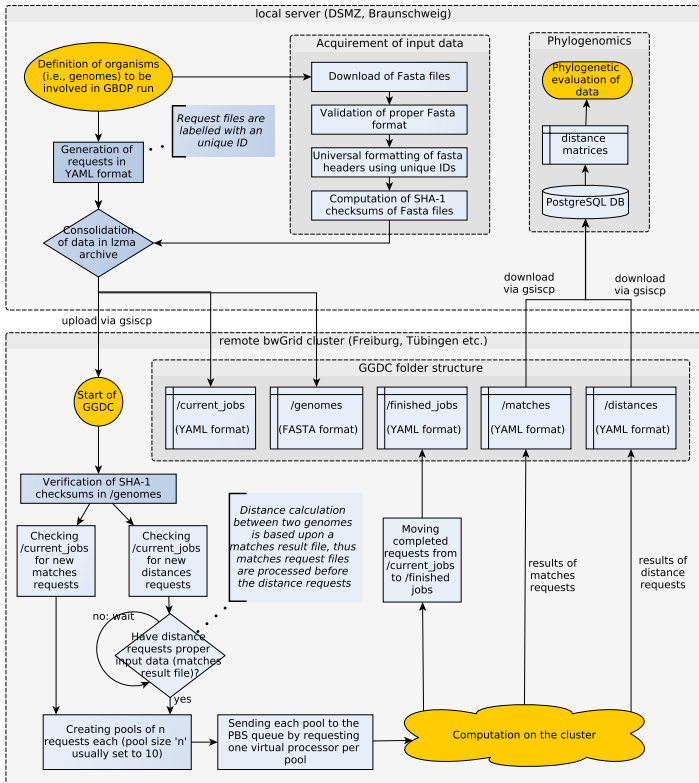 local server (DSMZ, Braunschweig)
Definition of organisms
(i.e., genomes) to be
involved in GBDP run
Acquirement of input data
Download of Fasta files
Validation of proper Fasta
format
Universal formatting of fasta
headers using unique IDs
Computation of SHA-1
checksums of Fasta files
Phylogenomics
Phylogenetic
evaluation of
data
distance
matrices
PostgreSQL DB
Request files are
labelled with an
unique ID
Generation of
requests in
YAML format
Consolidation
of data in lzma
archive
upload via gsiscp
download
via gsiscp
download
via gsiscp
remote bwGrid cluster (Freiburg, Tübingen etc.)
GGDC folder structure
/current_jobs
(YAML format)
/genomes
(FASTA format)
/finished_jobs
(YAML format)
/matches
(YAML format)
/distances
(YAML format)
Start of
GGDC
Verification of SHA-1
checksums in /genomes
Checking
/current_jobs
for new
matches
requests
Checking
/current_jobs
for new
distances
requests
Distance calculation
between two genomes
is based upon a
matches result file, thus
matches request files
are processed before
the distance requests
Moving
completed
requests from
/current_jobs
to /finished
jobs
results of
matches
requests
results of
distance
requests
no: wait
Have distance
requests proper
input data (matches
result file)?
yes
Creating pools of n
requests each (pool size 'n'
usually set to 10)
Sending each pool to the
PBS queue by requesting
one virtual processor per
pool
Computation on the cluster